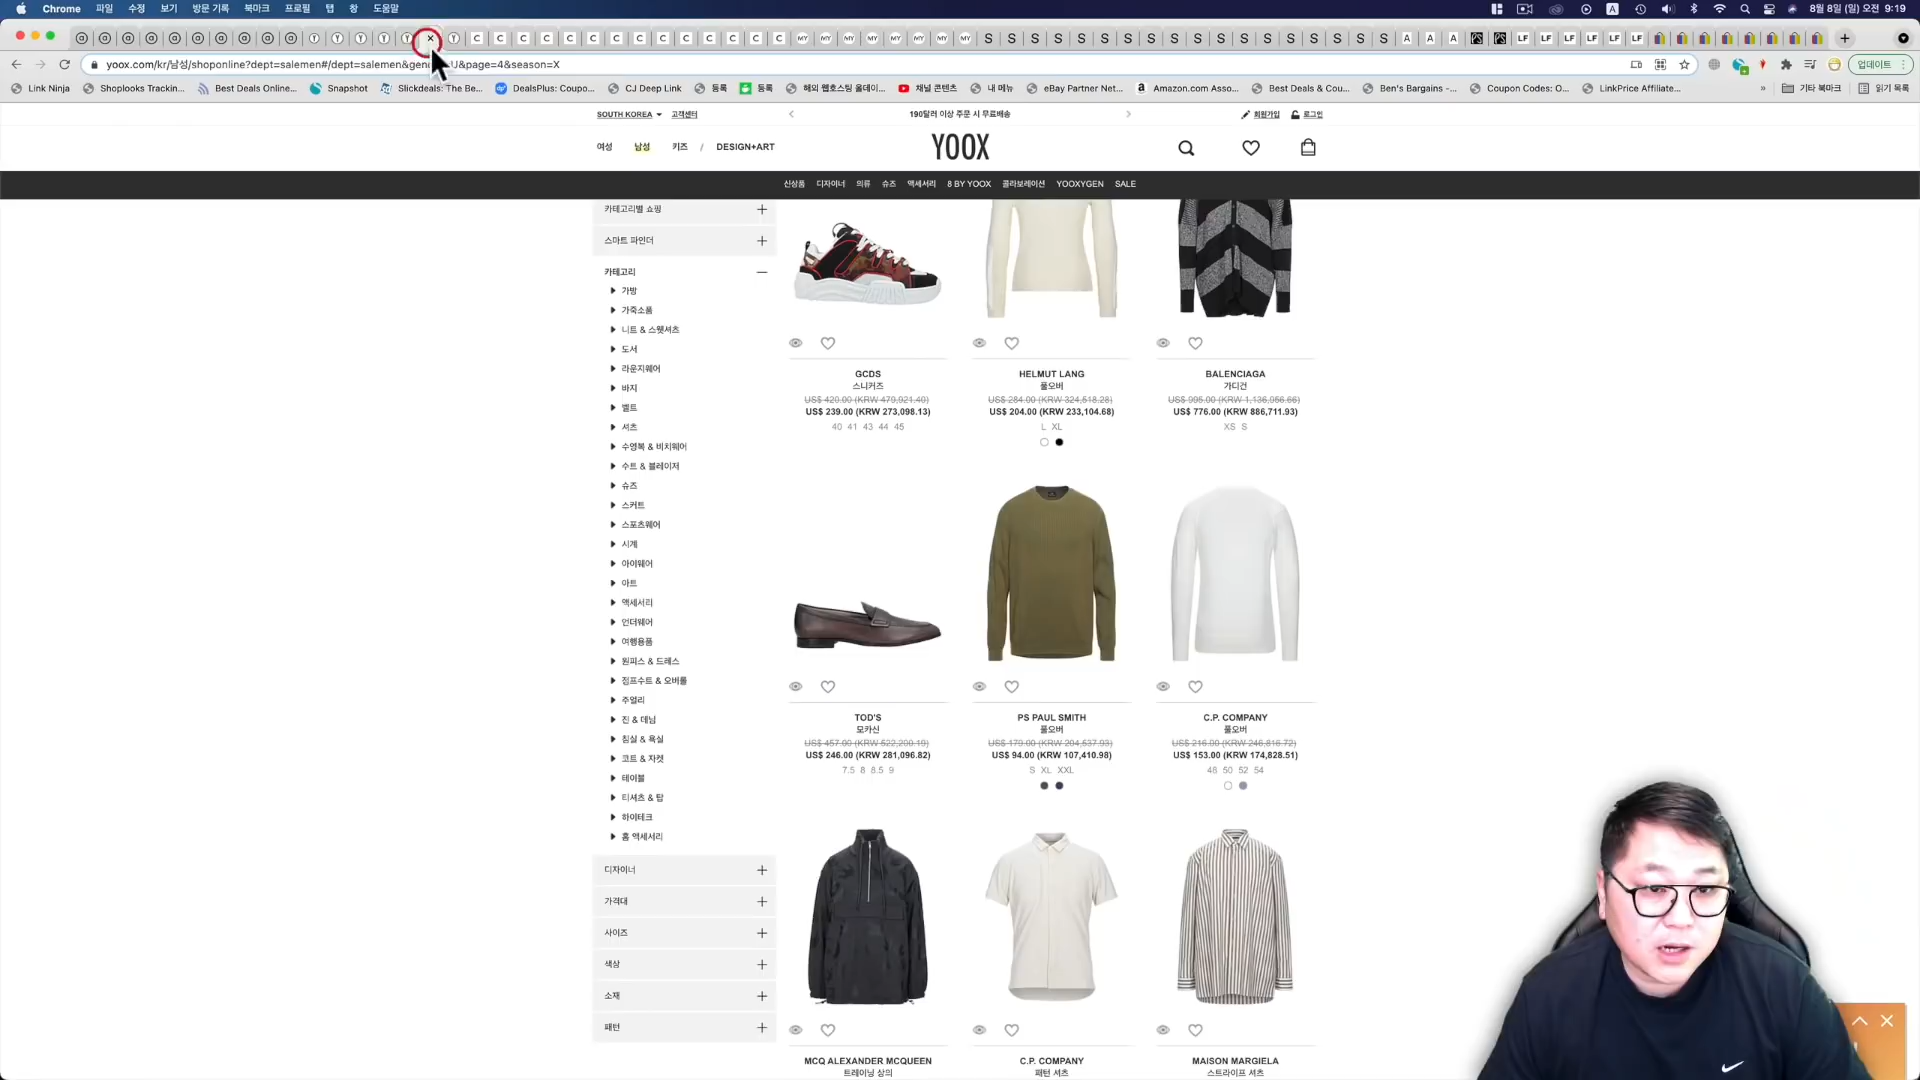 Chrome 파일 수정 보기 방문 기록 북마크 프로필 탭 창 도움말
8월 8일 (일) 오전 9:19
yoox.com/kr/남성/shoponline?dept=salemen#/dept=salemen&gen U&page=4&season=X
업데이트
Link Ninja Shoplooks Trackin... Best Deals Online... Snapshot Slickdeals: The Be... DealsPlus: Coupo... CJ Deep Link 등록 등록 해외 웹호스팅 올데이... 채널 콘텐츠 내 메뉴 eBay Partner Net... Amazon.com Asso... Best Deals & Cou... Ben's Bargains -... Coupon Codes: O... LinkPrice Affiliate... » 기타 북마크 읽기 목록
SOUTH KOREA 고객센터
190달러 이상 주문 시 무료배송
회원가입 로그인
여성 남성 키즈 / DESIGN+ART
YOOX
신상품 디자이너 의류 슈즈 액세서리 8 BY YOOX 콜라보레이션 YOOXYGEN SALE
카테고리별 쇼핑
스마트 파인더
카테고리
가방
가죽소품
니트 & 스웻셔츠
도서
라운지웨어
바지
벨트
셔츠
수영복 & 비치웨어
수트 & 블레이저
슈즈
스커트
스포츠웨어
시계
아이웨어
아트
액세서리
언더웨어
여행용품
원피스 & 드레스
점프수트 & 오버롤
주얼리
진 & 데님
침실 & 욕실
코트 & 자켓
테이블
티셔츠 & 탑
하이테크
홈 액세서리
디자이너
가격대
사이즈
색상
소재
패턴
GCDS
스니커즈
US$ 420.00 (KRW 479,921.40)
US$ 239.00 (KRW 273,098.13)
40 41 43 44 45
HELMUT LANG
풀오버
US$ 284.00 (KRW 324,518.28)
US$ 204.00 (KRW 233,104.68)
L XL
BALENCIAGA
가디건
US$ 995.00 (KRW 1,136,956.66)
US$ 776.00 (KRW 886,711.93)
XS S
TOD'S
모카신
US$ 457.00 (KRW 522,200.19)
US$ 246.00 (KRW 281,096.82)
7.5 8 8.5 9
PS PAUL SMITH
풀오버
US$ 179.00 (KRW 204,537.93)
US$ 94.00 (KRW 107,410.98)
S XL XXL
C.P. COMPANY
풀오버
US$ 216.00 (KRW 246,816.72)
US$ 153.00 (KRW 174,828.51)
48 50 52 54
MCQ ALEXANDER MCQUEEN
트레이닝 상의
C.P. COMPANY
패턴 셔츠
MAISON MARGIELA
스트라이프 셔츠